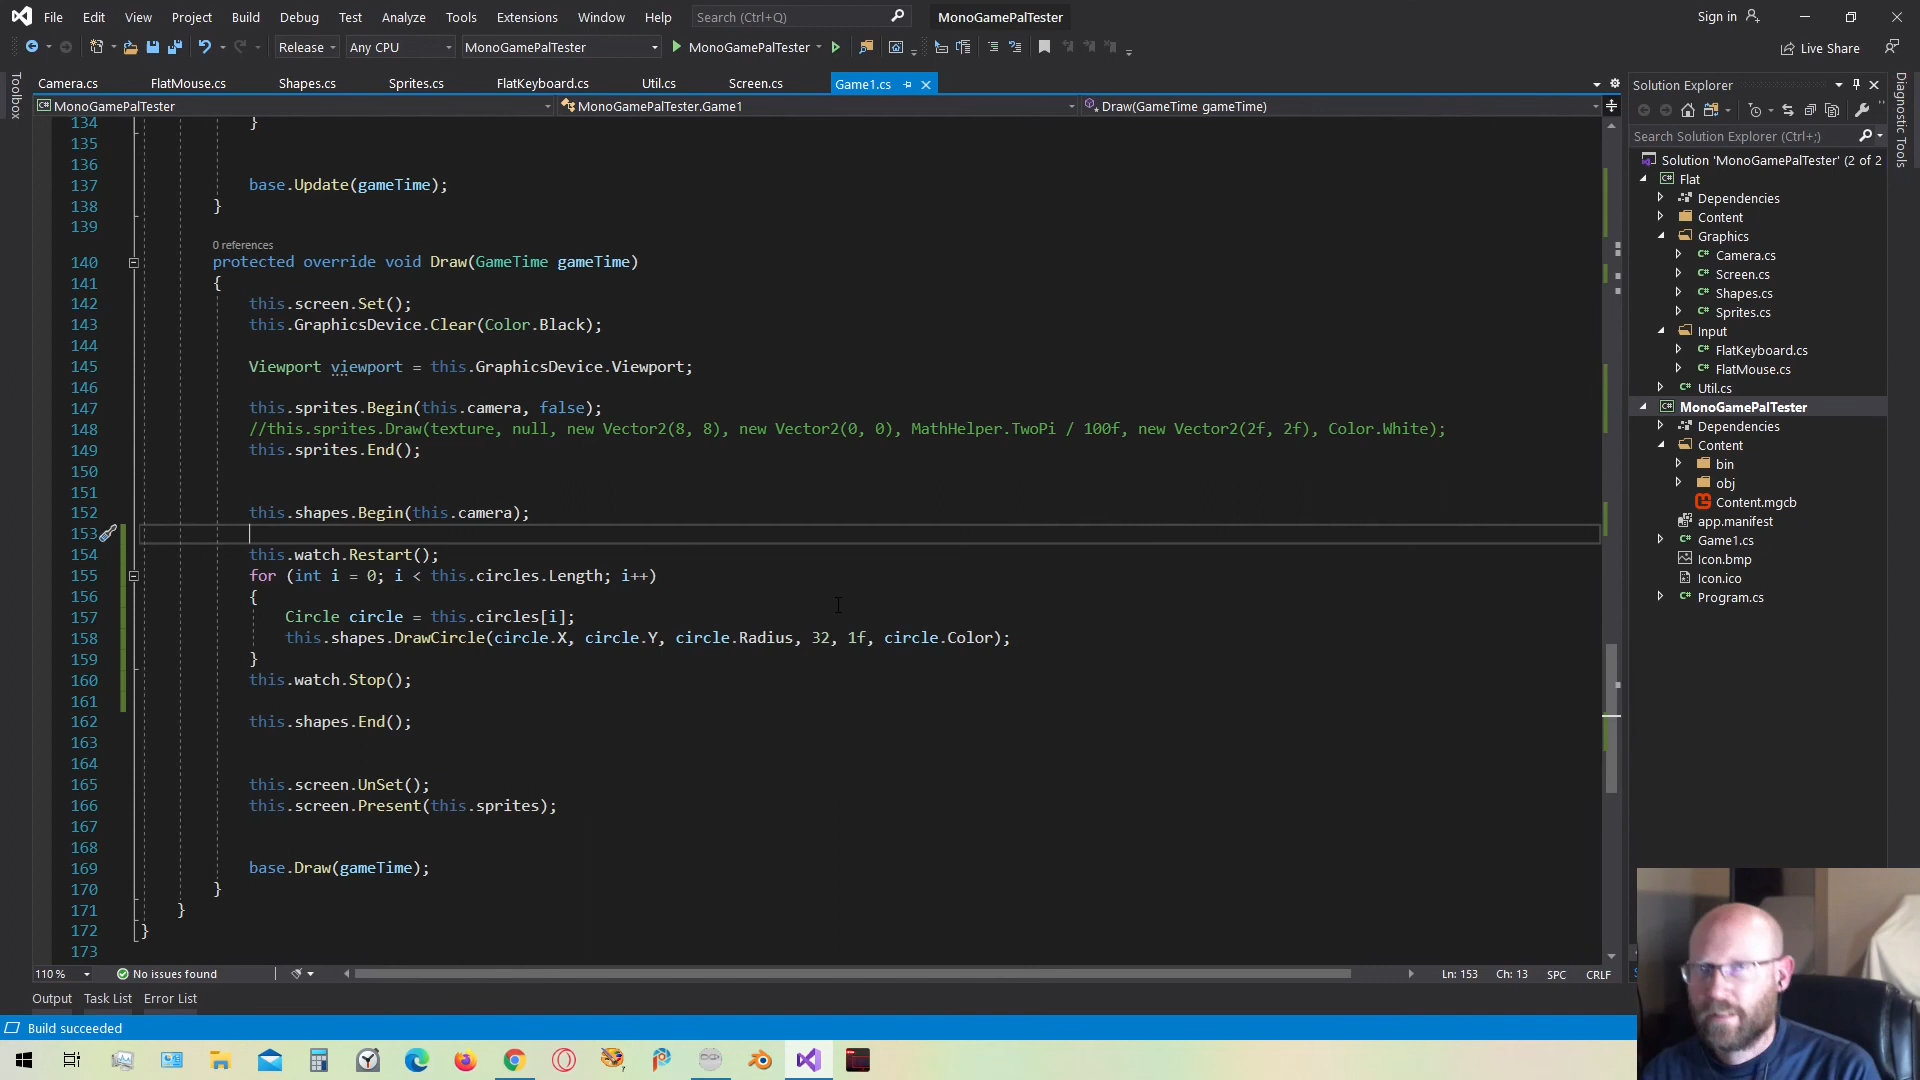 File Edit View Project Build Debug Test Analyze Tools Extensions Window Help Search (Ctrl+Q) MonoGamePalTester Sign in
Release Any CPU MonoGamePalTester MonoGamePalTester Live Share
Camera.cs FlatMouse.cs Shapes.cs Sprites.cs FlatKeyboard.cs Util.cs Screen.cs Game1.cs
MonoGamePalTester MonoGamePalTester.Game1 Draw(GameTime gameTime)
Toolbox
134 }
135
136
137 base.Update(gameTime);
138 }
139
0 references
140 protected override void Draw(GameTime gameTime)
141 {
142 this.screen.Set();
143 this.GraphicsDevice.Clear(Color.Black);
144
145 Viewport viewport = this.GraphicsDevice.Viewport;
146
147 this.sprites.Begin(this.camera, false);
148 //this.sprites.Draw(texture, null, new Vector2(8, 8), new Vector2(0, 0), MathHelper.TwoPi / 100f, new Vector2(2f, 2f), Color.White);
149 this.sprites.End();
150
151
152 this.shapes.Begin(this.camera);
153
154 this.watch.Restart();
155 for (int i = 0; i < this.circles.Length; i++)
156 {
157 Circle circle = this.circles[i];
158 this.shapes.DrawCircle(circle.X, circle.Y, circle.Radius, 32, 1f, circle.Color);
159 }
160 this.watch.Stop();
161
162 this.shapes.End();
163
164
165 this.screen.UnSet();
166 this.screen.Present(this.sprites);
167
168
169 base.Draw(gameTime);
170 }
171 }
172 }
173
110 % No issues found Ln: 153 Ch: 13 SPC CRLF
Output Task List Error List
Build succeeded
Solution Explorer
Search Solution Explorer (Ctrl+;)
Solution 'MonoGamePalTester' (2 of 2
Flat
Dependencies
Content
Graphics
Camera.cs
Screen.cs
Shapes.cs
Sprites.cs
Input
FlatKeyboard.cs
FlatMouse.cs
Util.cs
MonoGamePalTester
Dependencies
Content
bin
obj
Content.mgcb
app.manifest
Game1.cs
Icon.bmp
Icon.ico
Program.cs
Diagnostic Tools